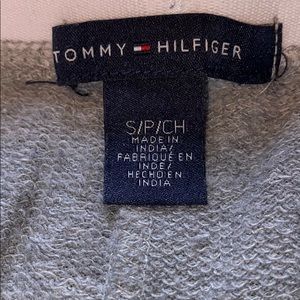 TOMMY HILFIGER
S/P/CH
MADE IN
INDIA/
FABRIQUÉ EN
INDE/
HECHO EN
INDIA